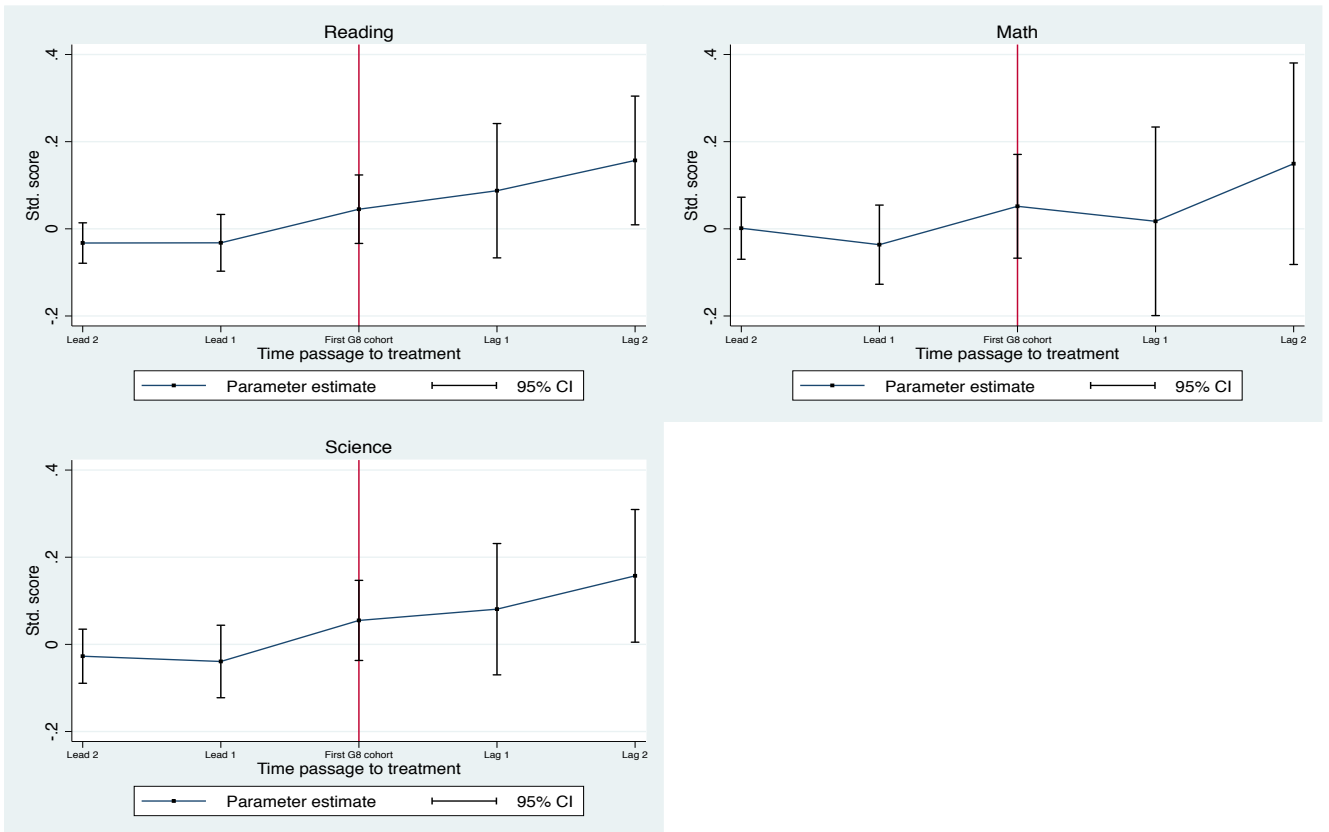 Reading
.4
.2
0
-.2
Std. score
Lead 2
Lead 1
First G8 cohort
Lag 1
Lag 2
Time passage to treatment
Parameter estimate
95% CI
Math
.4
.2
0
-.2
Std. score
Lead 2
Lead 1
First G8 cohort
Lag 1
Lag 2
Time passage to treatment
Parameter estimate
95% CI
Science
.4
.2
0
-.2
Std. score
Lead 2
Lead 1
First G8 cohort
Lag 1
Lag 2
Time passage to treatment
Parameter estimate
95% CI